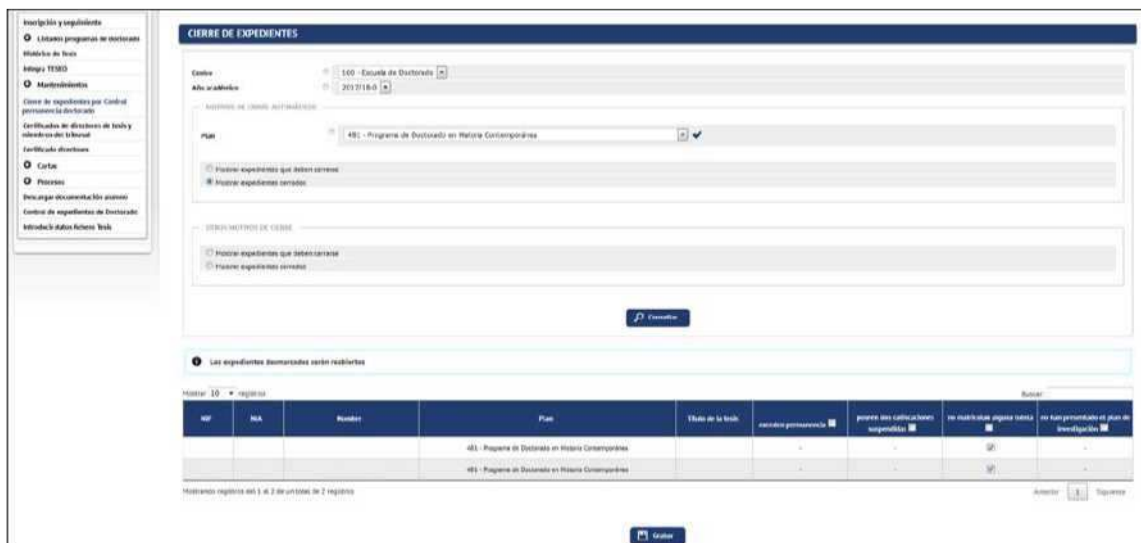 Inscripción y seguimiento
Listados programas de doctorado
Histórico de Tesis
Integra TESEO
Mantenimientos
Cierre de expedientes por Control
permanencia doctorado
Certificados de directores de tesis y
miembros del tribunal
Certificado directores
Cartas
Procesos
Descargar documentación alumno
Control de expedientes de Doctorado
Introducir datos fichero Tesis
CIERRE DE EXPEDIENTES
Centro 100 - Escuela de Doctorado
Año académico 2017/18-0
MOTIVOS DE CIERRE AUTOMÁTICOS
Plan 481 - Programa de Doctorado en Historia Contemporánea
Mostrar expedientes que deben cerrarse
Mostrar expedientes cerrados
OTROS MOTIVOS DE CIERRE
Mostrar expedientes que deben cerrarse
Mostrar expedientes cerrados
Consultar
Los expedientes desmarcados serán reabiertos
Mostrar 10 registros
Buscar:
NIF NIA Nombre Plan Título de la tesis exceden permanencia poseen dos calificaciones suspendidas no matriculan alguna tutela no han presentado el plan de investigación
481 - Programa de Doctorado en Historia Contemporánea - - -
481 - Programa de Doctorado en Historia Contemporánea - - -
Mostrando registros del 1 al 2 de un total de 2 registros
Anterior 1 Siguiente
Grabar